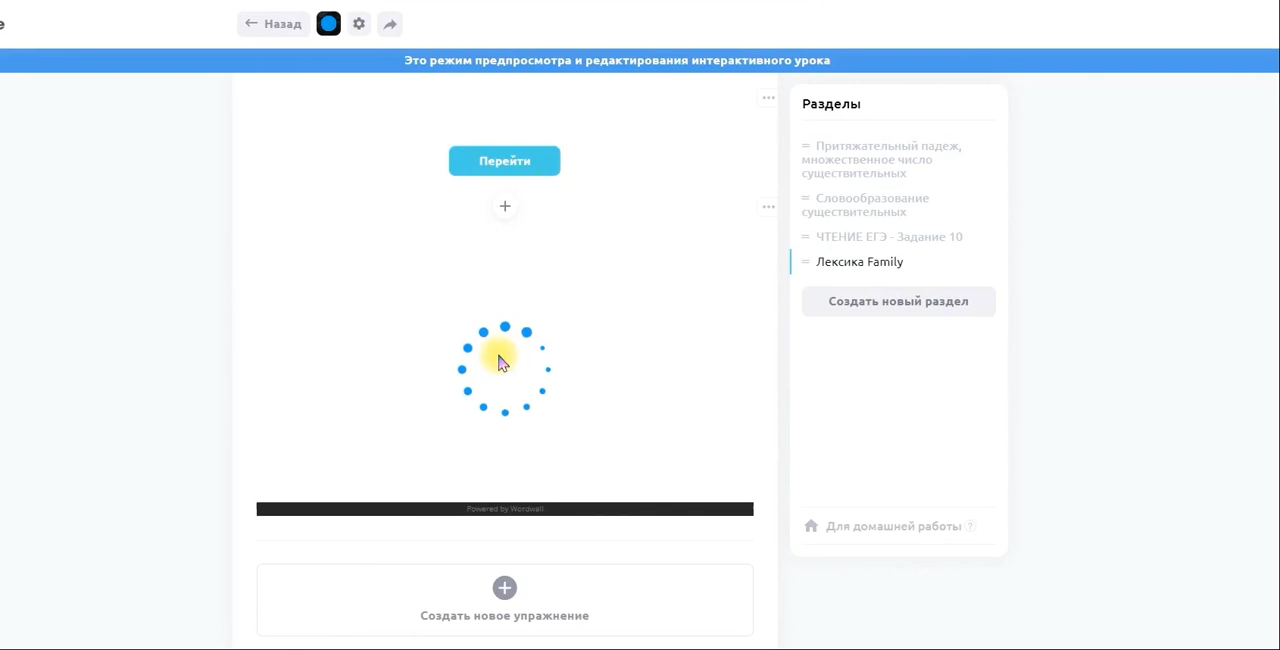 е
← Назад
Это режим предпросмотра и редактирования интерактивного урока
Перейти
Powered by Wordwall
Создать новое упражнение
Разделы
Притяжательный падеж,
множественное число
существительных
Словообразование
существительных
ЧТЕНИЕ ЕГЭ - Задание 10
Лексика Family
Создать новый раздел
Для домашней работы ?